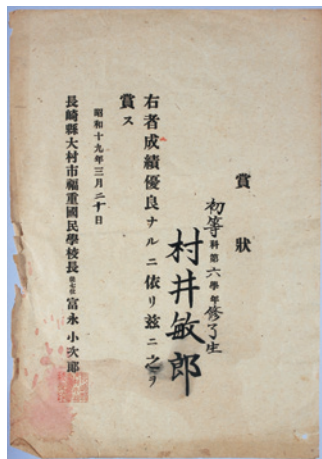 賞狀
初等科第六學年修了生
村井敏郎
右者成績優良ナルニ依リ玆ニ之ヲ
賞ス
昭和十九年三月二十日
長崎縣大村市福重國民學校長 富永小次郎